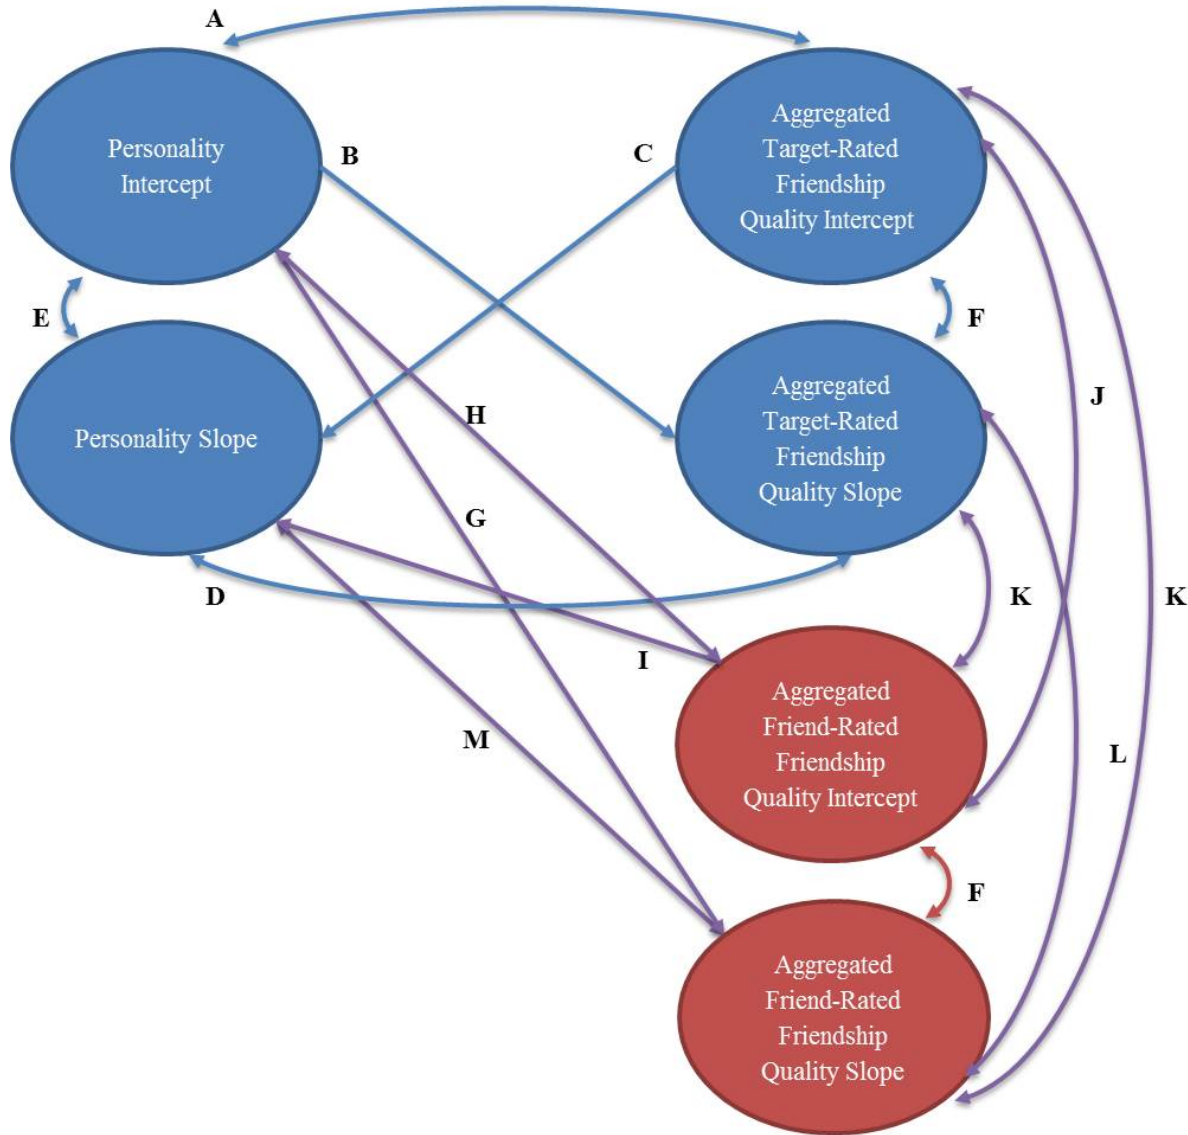 A
Personality
Intercept
B
C
Aggregated
Target-Rated
Friendship
Quality Intercept
E
F
Personality Slope
H
G
Aggregated
Target-Rated
Friendship
Quality Slope
J
D
K
K
I
M
Aggregated
Friend-Rated
Friendship
Quality Intercept
L
F
Aggregated
Friend-Rated
Friendship
Quality Slope